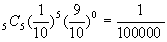 ₅C₅(1/10)⁵(9/10)⁰ = 1/100000